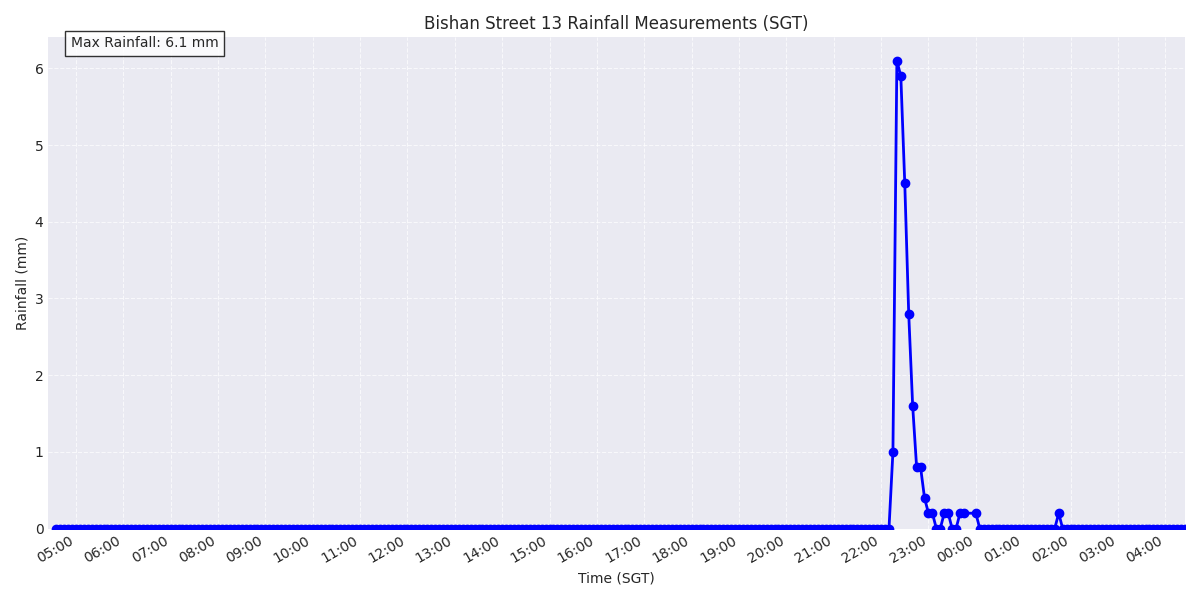 Bishan Street 13 Rainfall Measurements (SGT)
Max Rainfall: 6.1 mm
6
5
4
3
2
1
0
Rainfall (mm)
05:00 06:00 07:00 08:00 09:00 10:00 11:00 12:00 13:00 14:00 15:00 16:00 17:00 18:00 19:00 20:00 21:00 22:00 23:00 00:00 01:00 02:00 03:00 04:00
Time (SGT)